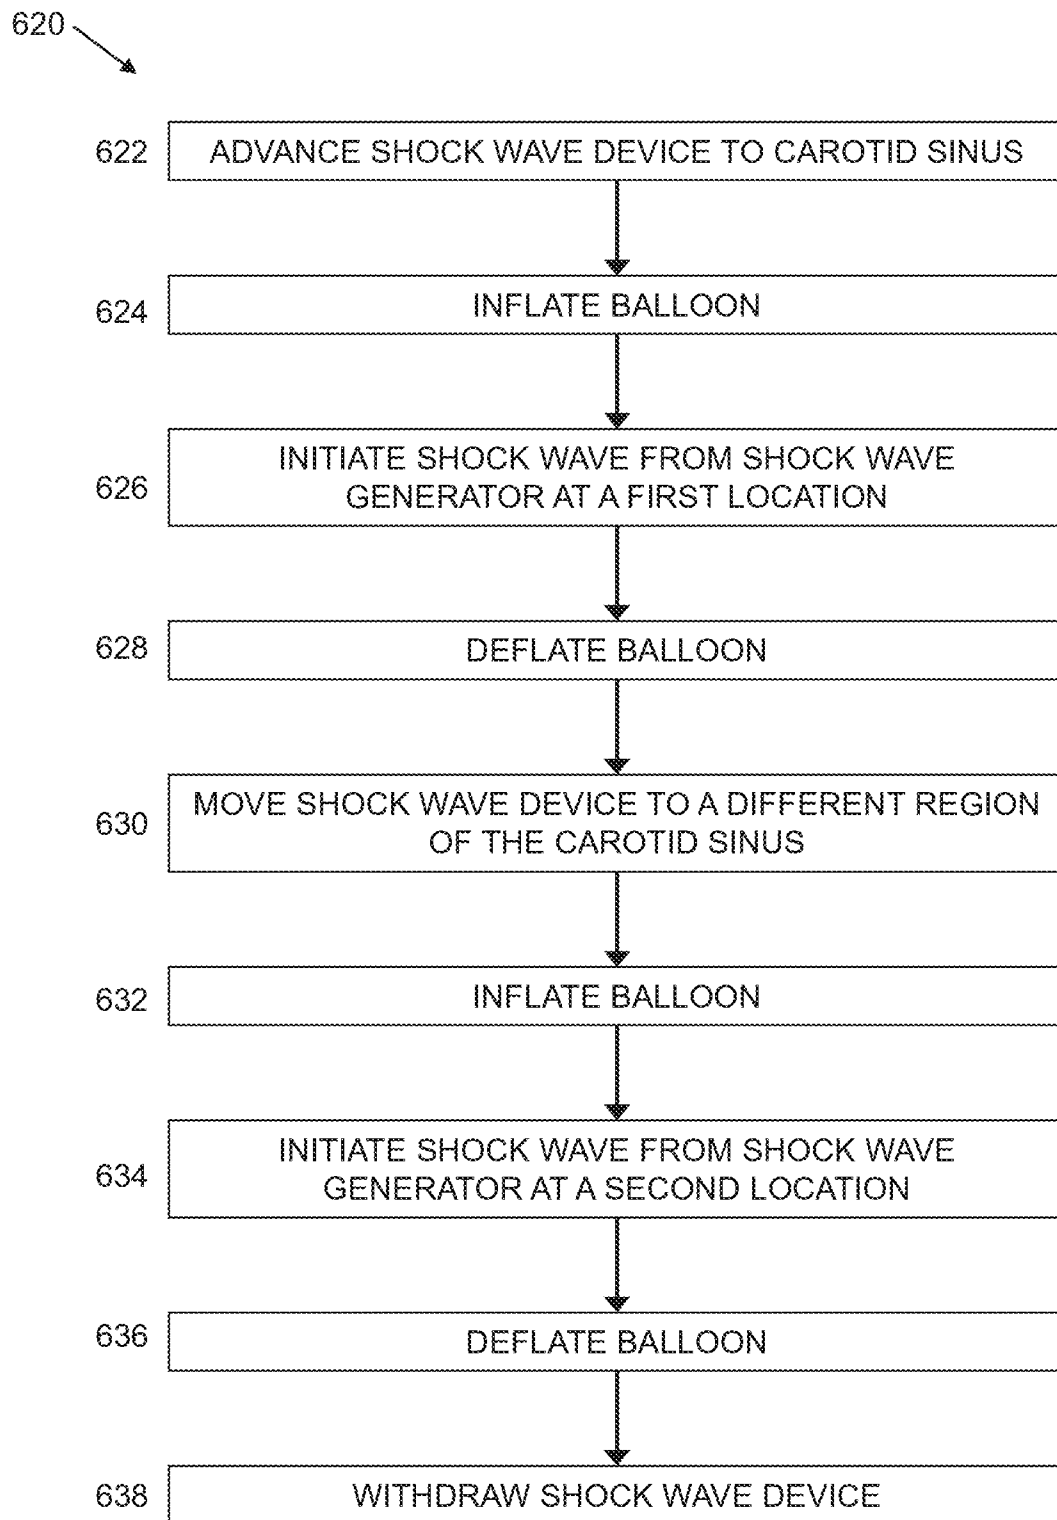 620
622 ADVANCE SHOCK WAVE DEVICE TO CAROTID SINUS
624 INFLATE BALLOON
626 INITIATE SHOCK WAVE FROM SHOCK WAVE
GENERATOR AT A FIRST LOCATION
628 DEFLATE BALLOON
630 MOVE SHOCK WAVE DEVICE TO A DIFFERENT REGION
OF THE CAROTID SINUS
632 INFLATE BALLOON
634 INITIATE SHOCK WAVE FROM SHOCK WAVE
GENERATOR AT A SECOND LOCATION
636 DEFLATE BALLOON
638 WITHDRAW SHOCK WAVE DEVICE